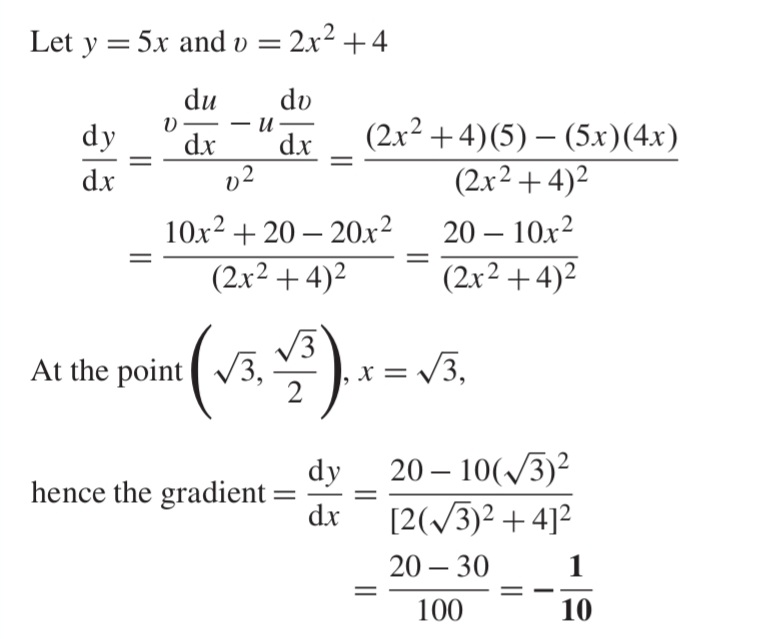 Let y = 5x and v = 2x² + 4
dy/dx = (v du/dx − u dv/dx)/v² = ((2x² + 4)(5) − (5x)(4x))/(2x² + 4)²
= (10x² + 20 − 20x²)/(2x² + 4)² = (20 − 10x²)/(2x² + 4)²
At the point (√3, √3/2), x = √3,
hence the gradient = dy/dx = (20 − 10(√3)²)/[2(√3)² + 4]²
= (20 − 30)/100 = −1/10